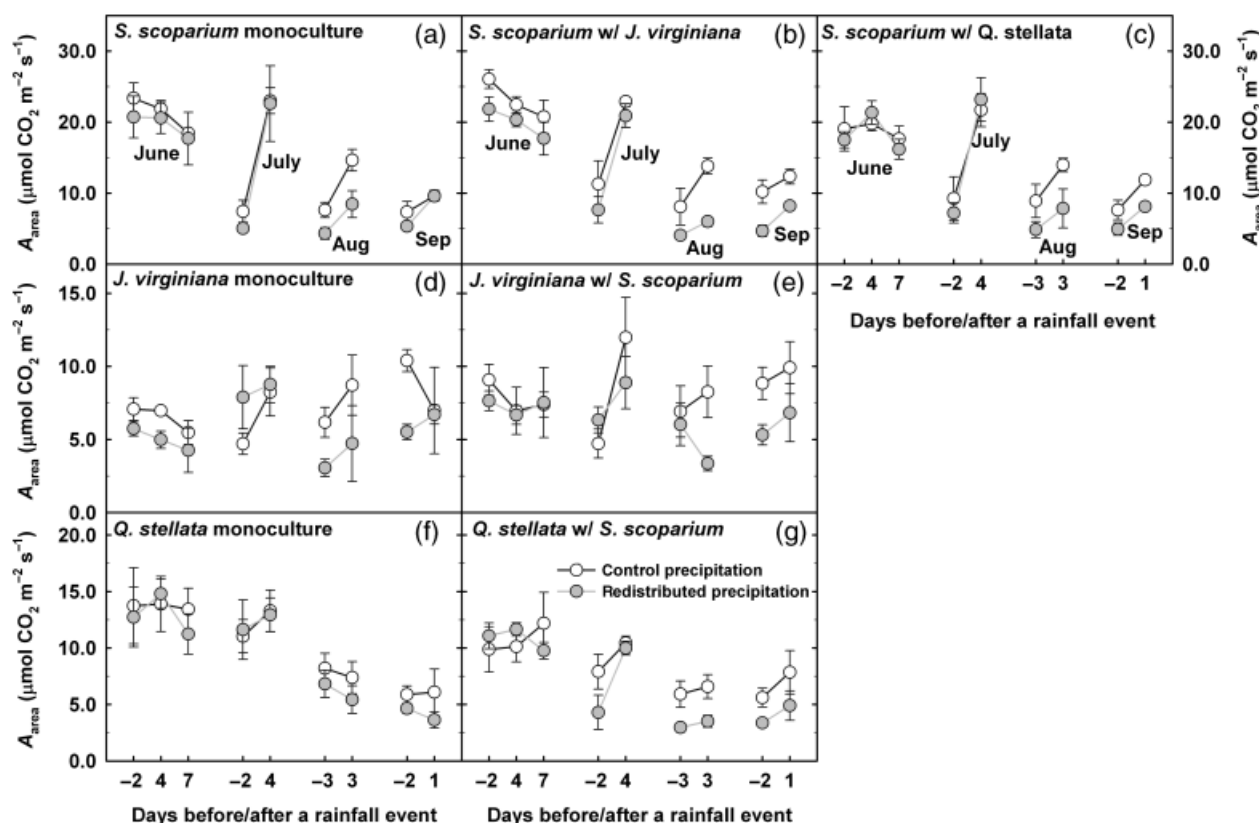 S. scoparium monoculture (a)
S. scoparium w/ J. virginiana (b)
S. scoparium w/ Q. stellata (c)
30.0
20.0
10.0
0.0
A_area (μmol CO₂ m⁻² s⁻¹)
June
July
Aug
Sep
June
July
Aug
Sep
June
July
Aug
Sep
30.0
20.0
10.0
0.0
A_area (μmol CO₂ m⁻² s⁻¹)
–2 4 7 –2 4 –3 3 –2 1
Days before/after a rainfall event
J. virginiana monoculture (d)
J. virginiana w/ S. scoparium (e)
15.0
10.0
5.0
0.0
A_area (μmol CO₂ m⁻² s⁻¹)
Q. stellata monoculture (f)
Q. stellata w/ S. scoparium (g)
Control precipitation
Redistributed precipitation
20.0
15.0
10.0
5.0
0.0
A_area (μmol CO₂ m⁻² s⁻¹)
–2 4 7 –2 4 –3 3 –2 1
–2 4 7 –2 4 –3 3 –2 1
Days before/after a rainfall event
Days before/after a rainfall event